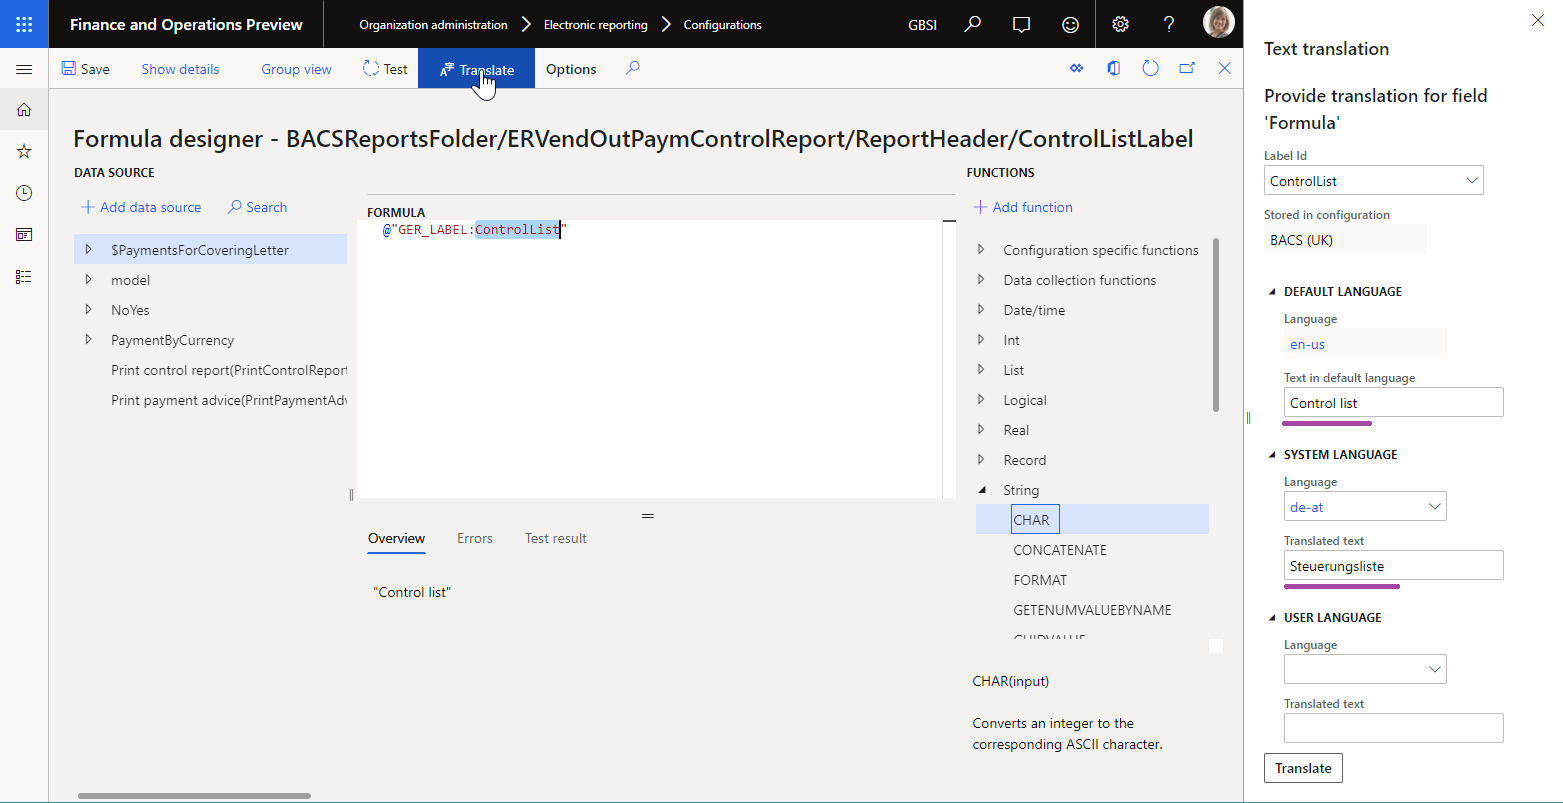 Finance and Operations Preview
Organization administration
Electronic reporting
Configurations
GBSI
?
Save
Show details
Group view
Test
Translate
Options
Formula designer - BACSReportsFolder/ERVendOutPaymControlReport/ReportHeader/ControlListLabel
DATA SOURCE
Add data source
Search
$PaymentsForCoveringLetter
model
NoYes
PaymentByCurrency
Print control report(PrintControlReport
Print payment advice(PrintPaymentAdv
FORMULA
@"GER_LABEL:ControlList"
Overview
Errors
Test result
"Control list"
FUNCTIONS
Add function
Configuration specific functions
Data collection functions
Date/time
Int
List
Logical
Real
Record
String
CHAR
CONCATENATE
FORMAT
GETENUMVALUEBYNAME
GUIDVALUE
CHAR(input)
Converts an integer to the
corresponding ASCII character.
Text translation
Provide translation for field
'Formula'
Label Id
ControlList
Stored in configuration
BACS (UK)
DEFAULT LANGUAGE
Language
en-us
Text in default language
Control list
SYSTEM LANGUAGE
Language
de-at
Translated text
Steuerungsliste
USER LANGUAGE
Language
Translated text
Translate